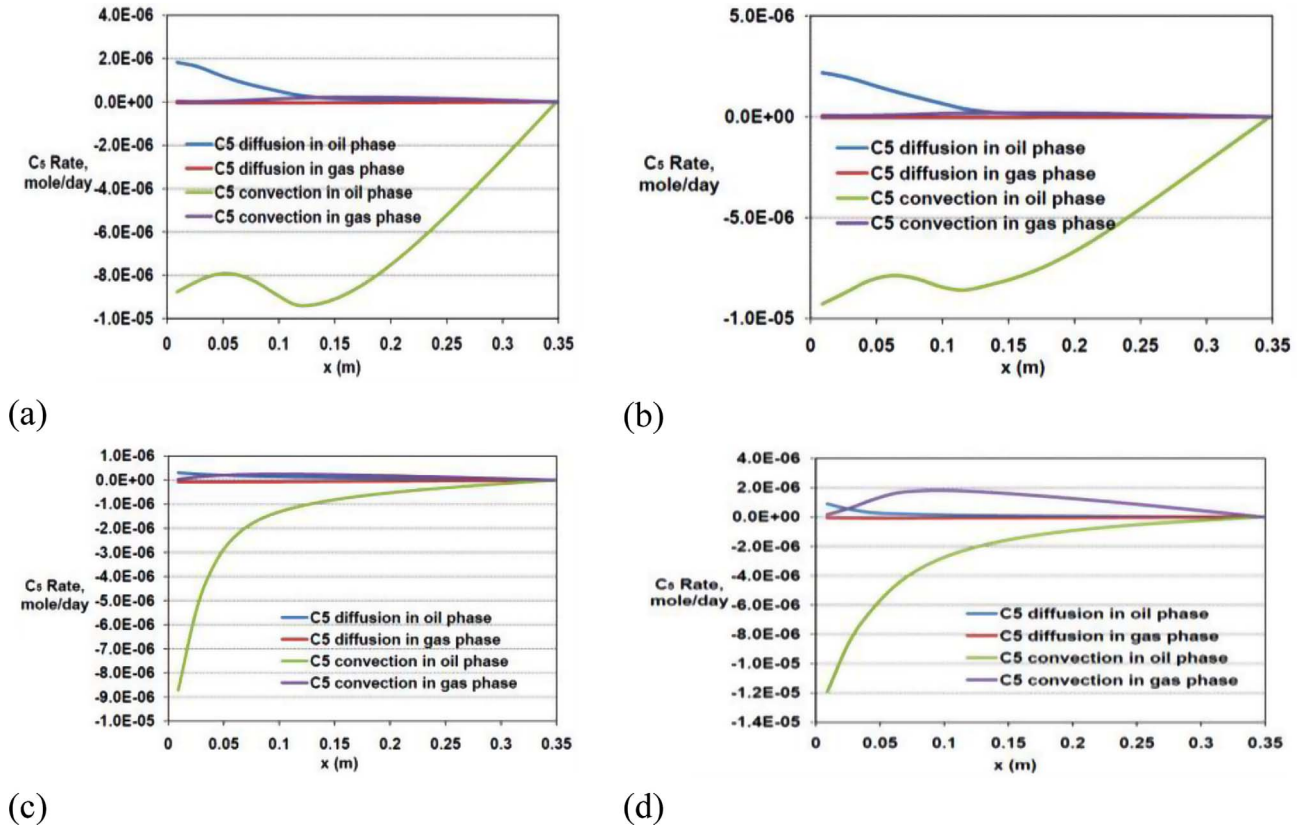 4.0E-06
2.0E-06
0.0E+00
-2.0E-06
C5 Rate,
mole/day
-4.0E-06
-6.0E-06
-8.0E-06
-1.0E-05
C5 diffusion in oil phase
C5 diffusion in gas phase
C5 convection in oil phase
C5 convection in gas phase
0 0.05 0.1 0.15 0.2 0.25 0.3 0.35
x (m)
(a)
5.0E-06
0.0E+00
C5 Rate,
mole/day
-5.0E-06
-1.0E-05
C5 diffusion in oil phase
C5 diffusion in gas phase
C5 convection in oil phase
C5 convection in gas phase
0 0.05 0.1 0.15 0.2 0.25 0.3 0.35
x (m)
(b)
1.0E-06
0.0E+00
-1.0E-06
-2.0E-06
-3.0E-06
-4.0E-06
C5 Rate,
mole/day
-5.0E-06
-6.0E-06
-7.0E-06
-8.0E-06
-9.0E-06
-1.0E-05
C5 diffusion in oil phase
C5 diffusion in gas phase
C5 convection in oil phase
C5 convection in gas phase
0 0.05 0.1 0.15 0.2 0.25 0.3 0.35
x (m)
(c)
4.0E-06
2.0E-06
0.0E+00
-2.0E-06
-4.0E-06
C5 Rate,
mole/day
-6.0E-06
-8.0E-06
-1.0E-05
-1.2E-05
-1.4E-05
C5 diffusion in oil phase
C5 diffusion in gas phase
C5 convection in oil phase
C5 convection in gas phase
0 0.05 0.1 0.15 0.2 0.25 0.3 0.35
x (m)
(d)